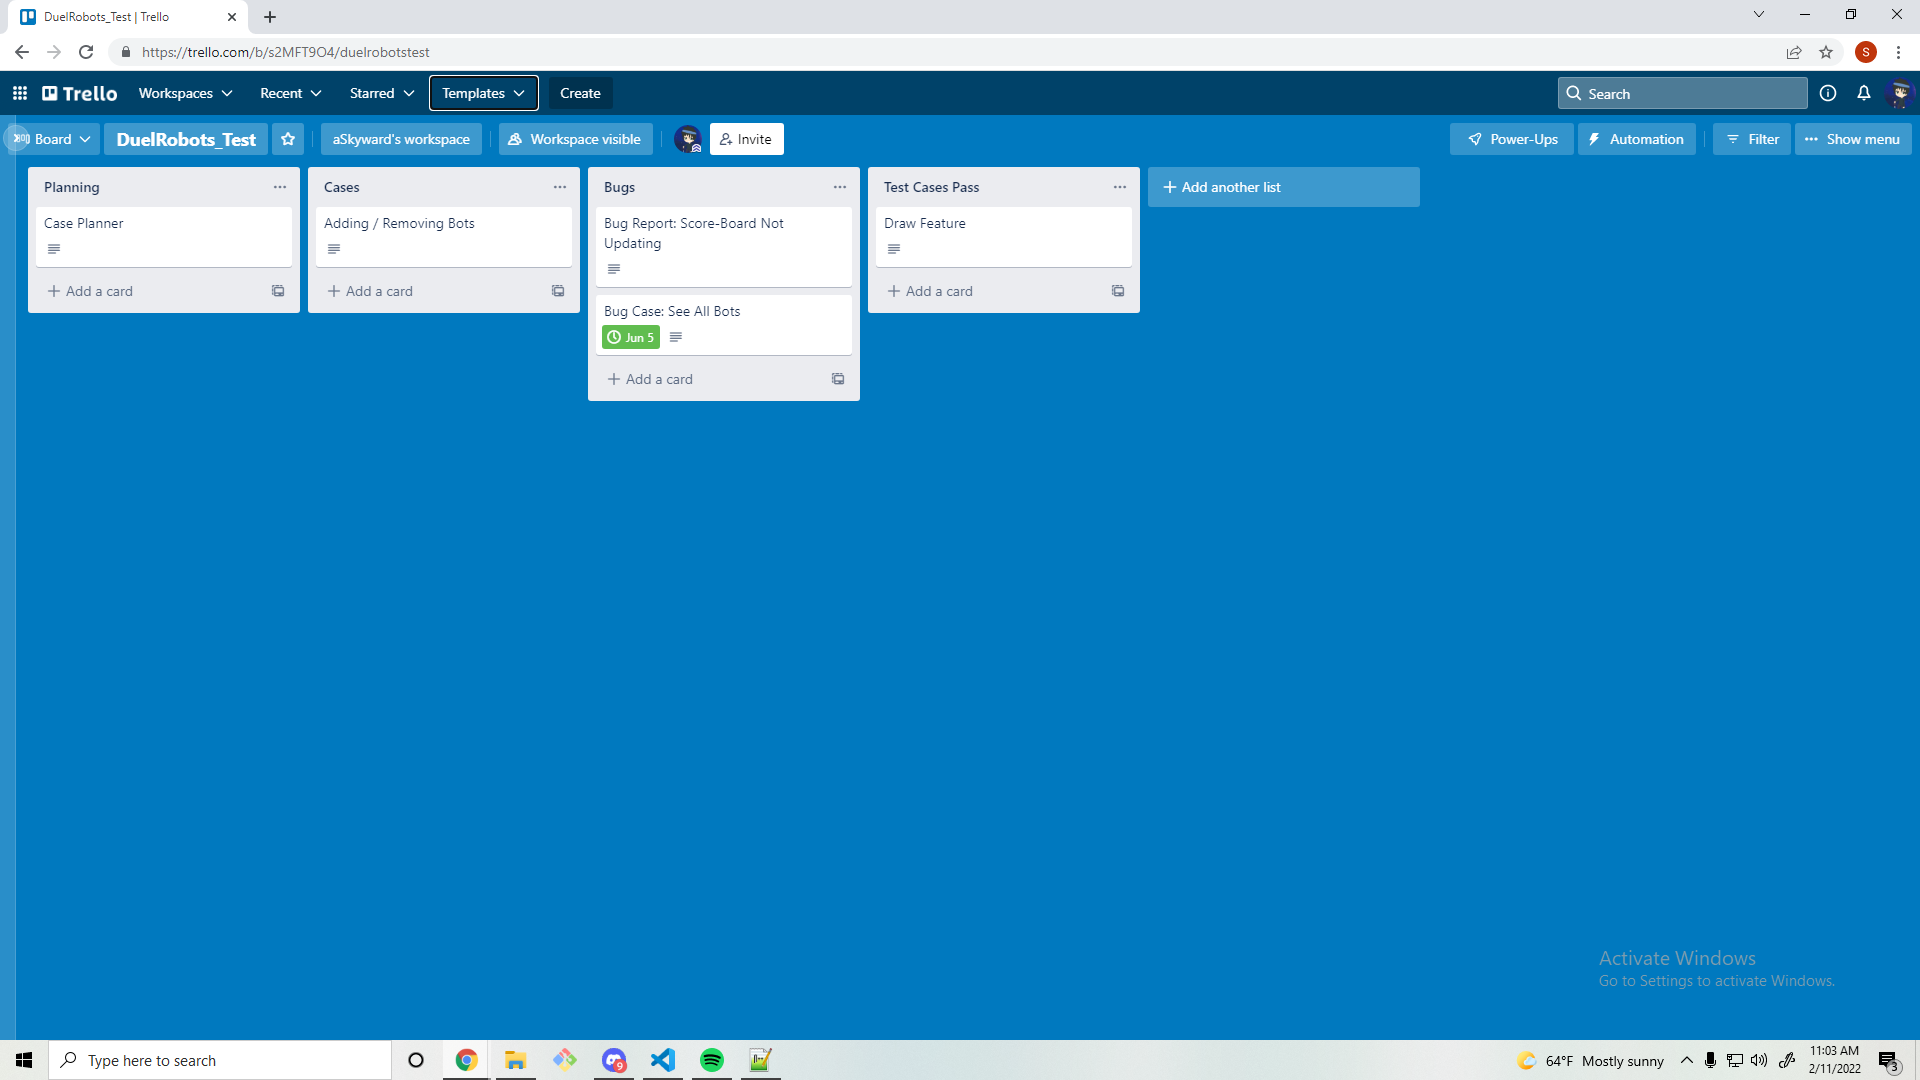 DuelRobots_Test | Trello
https://trello.com/b/s2MFT9O4/duelrobotstest
S
Trello
Workspaces
Recent
Starred
Templates
Create
Search
Board
DuelRobots_Test
aSkyward's workspace
Workspace visible
Invite
Power-Ups
Automation
Filter
Show menu
Planning
Case Planner
Add a card
Cases
Adding / Removing Bots
Add a card
Bugs
Bug Report: Score-Board Not
Updating
Bug Case: See All Bots
Jun 5
Add a card
Test Cases Pass
Draw Feature
Add a card
Add another list
Activate Windows
Go to Settings to activate Windows.
Type here to search
9
64°F Mostly sunny
11:03 AM
2/11/2022
3